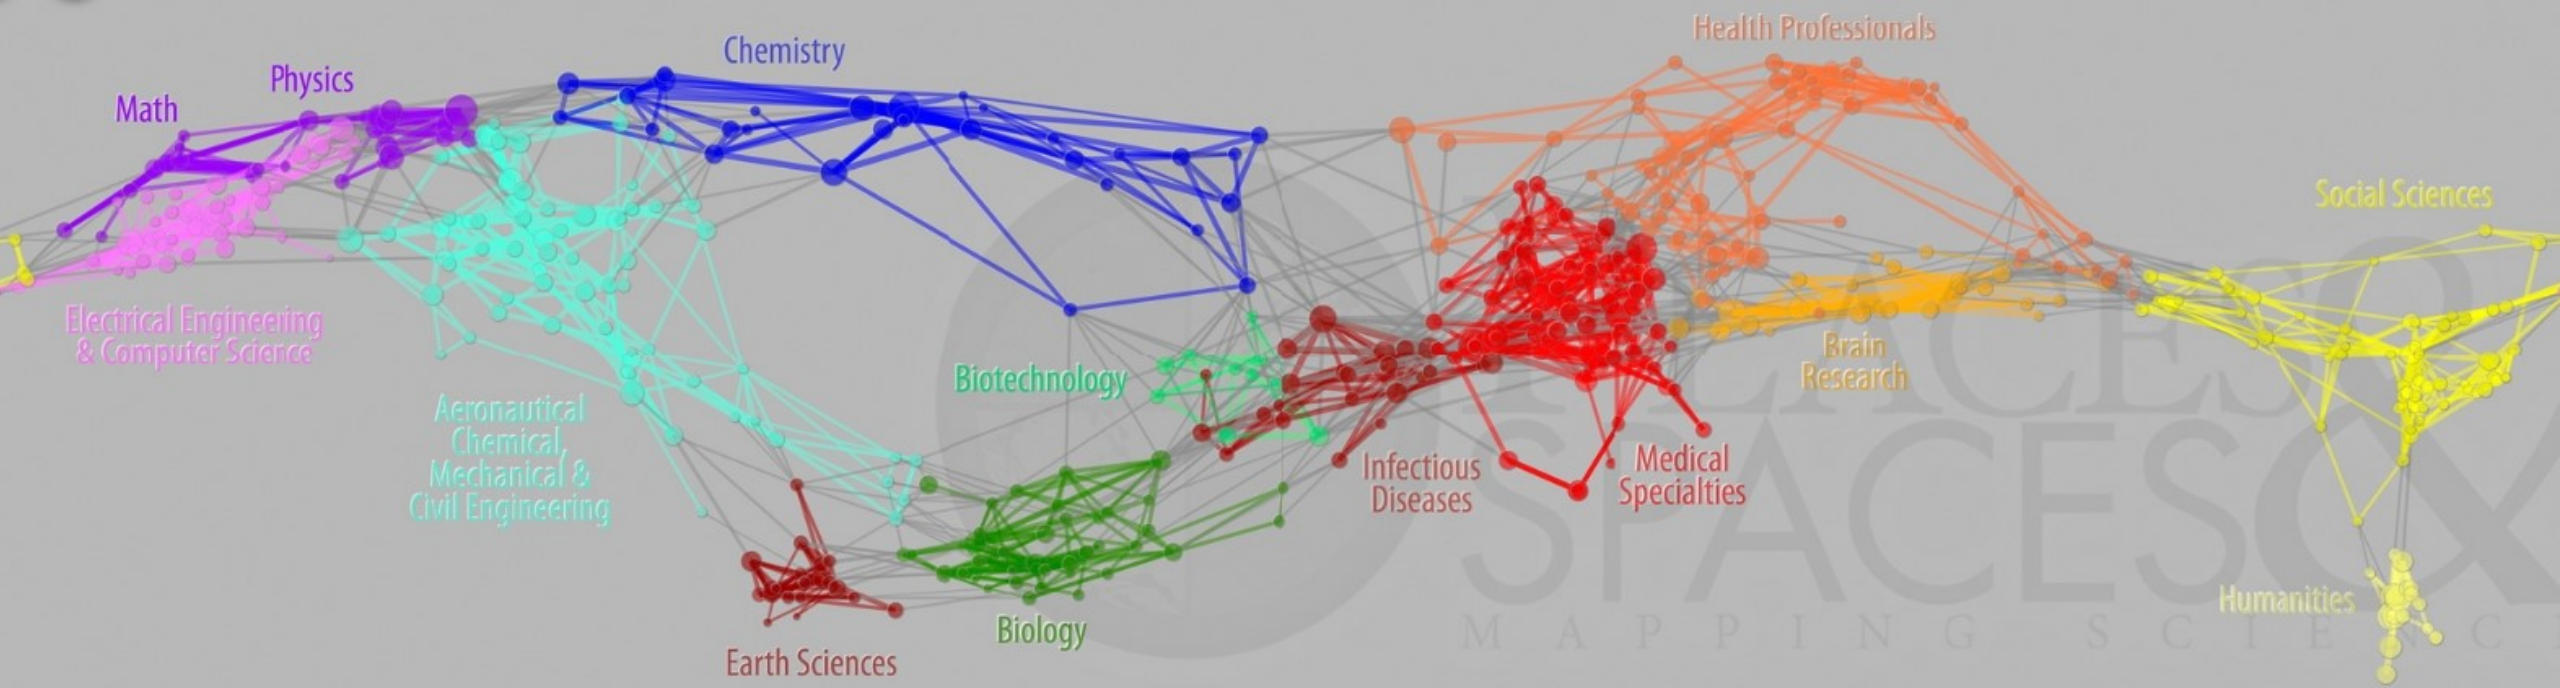 Health Professionals
Chemistry
Physics
Math
Social Sciences
Electrical Engineering
& Computer Science
Brain
Research
Biotechnology
Aeronautical
Chemical,
Mechanical &
Civil Engineering
Infectious
Diseases
Medical
Specialties
Humanities
Biology
Earth Sciences
PLACES &
SPACES
MAPPING SCIENC